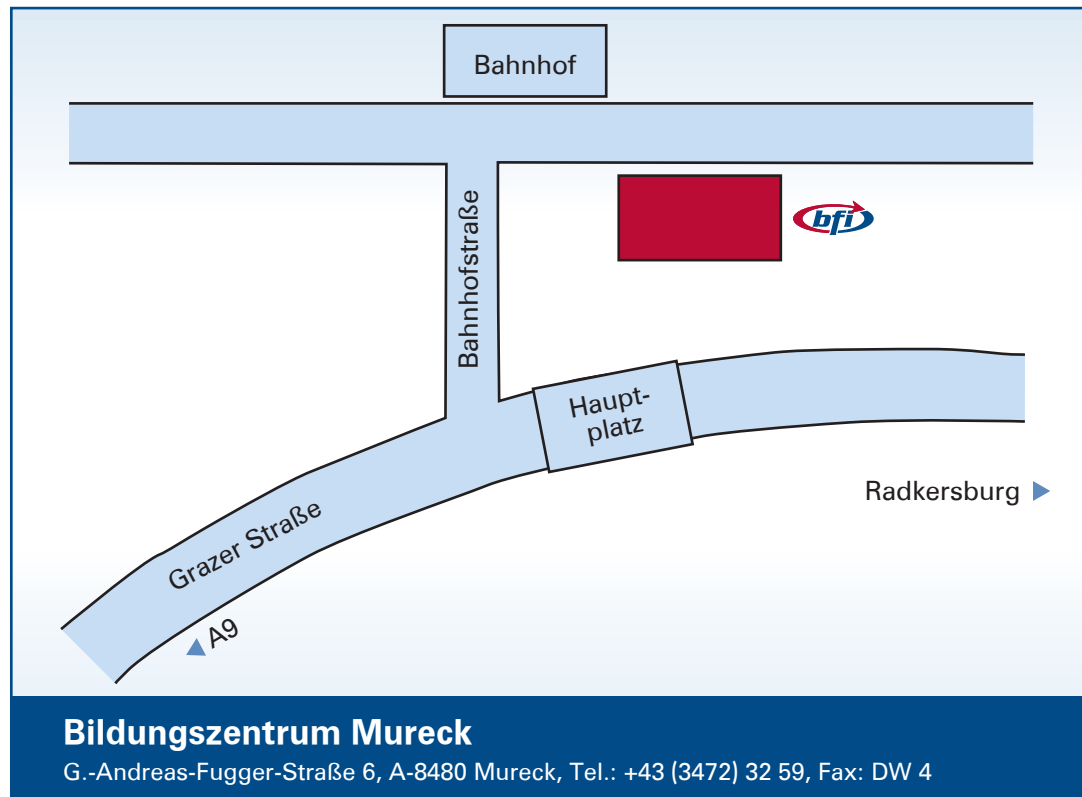 Bahnhof
Bahnhofstraße
bfi
Haupt-
platz
Radkersburg
Grazer Straße
A9
Bildungszentrum Mureck
G.-Andreas-Fugger-Straße 6, A-8480 Mureck, Tel.: +43 (3472) 32 59, Fax: DW 4